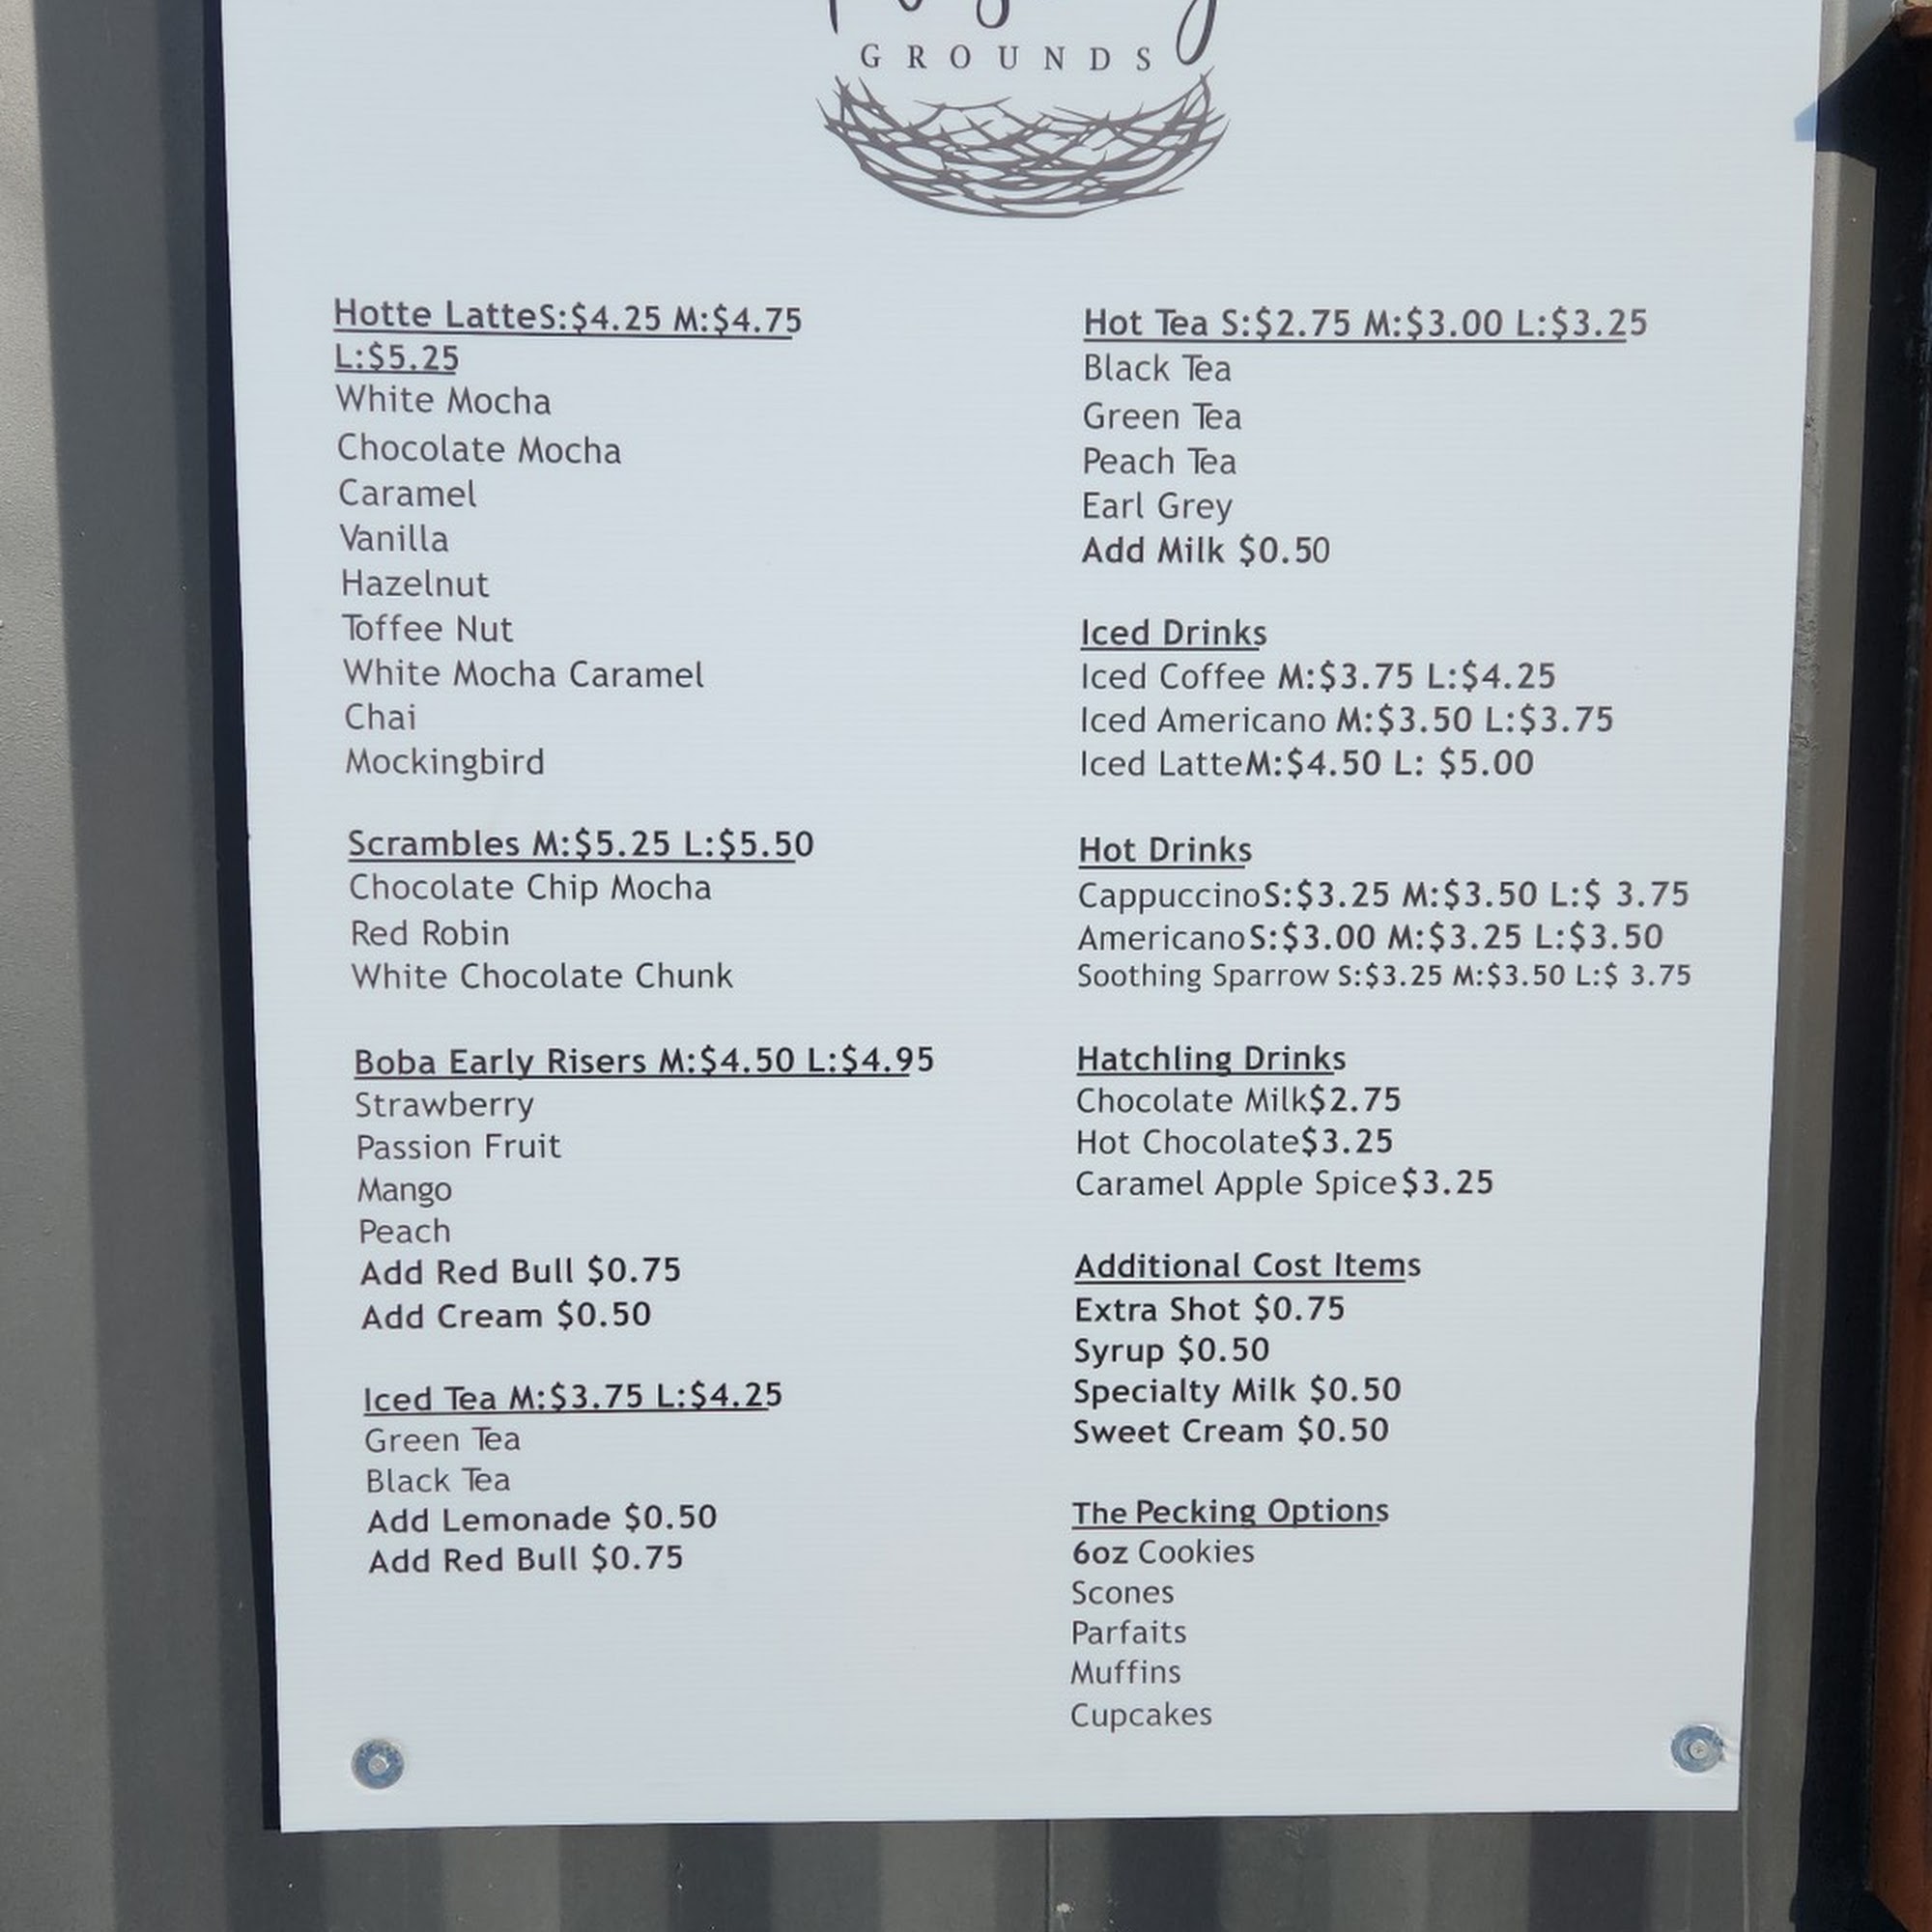 GROUNDS
Hotte LatteS:$4.25 M:$4.75
L:$5.25
White Mocha
Chocolate Mocha
Caramel
Vanilla
Hazelnut
Toffee Nut
White Mocha Caramel
Chai
Mockingbird
Scrambles M:$5.25 L:$5.50
Chocolate Chip Mocha
Red Robin
White Chocolate Chunk
Boba Early Risers M:$4.50 L:$4.95
Strawberry
Passion Fruit
Mango
Peach
Add Red Bull $0.75
Add Cream $0.50
Iced Tea M:$3.75 L:$4.25
Green Tea
Black Tea
Add Lemonade $0.50
Add Red Bull $0.75
Hot Tea S:$2.75 M:$3.00 L:$3.25
Black Tea
Green Tea
Peach Tea
Earl Grey
Add Milk $0.50
Iced Drinks
Iced Coffee M:$3.75 L:$4.25
Iced Americano M:$3.50 L:$3.75
Iced LatteM:$4.50 L: $5.00
Hot Drinks
CappuccinoS:$3.25 M:$3.50 L:$ 3.75
AmericanoS:$3.00 M:$3.25 L:$3.50
Soothing Sparrow S:$3.25 M:$3.50 L:$ 3.75
Hatchling Drinks
Chocolate Milk$2.75
Hot Chocolate$3.25
Caramel Apple Spice$3.25
Additional Cost Items
Extra Shot $0.75
Syrup $0.50
Specialty Milk $0.50
Sweet Cream $0.50
The Pecking Options
6oz Cookies
Scones
Parfaits
Muffins
Cupcakes